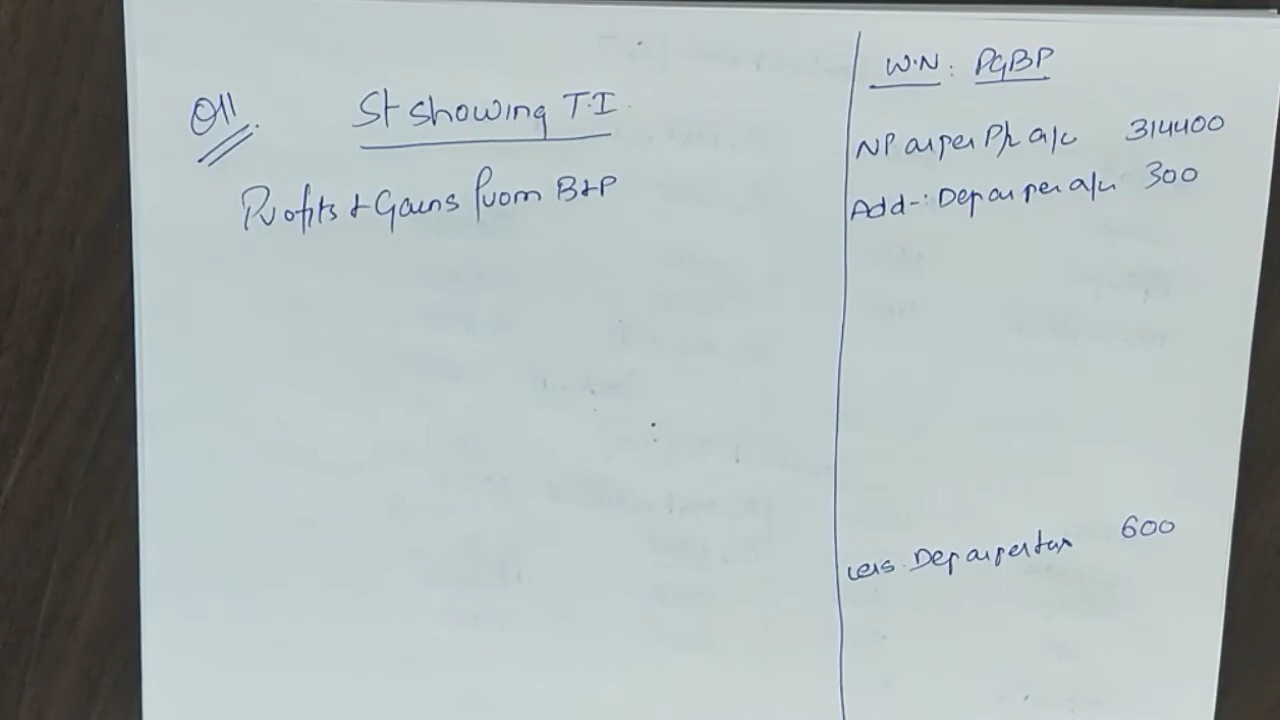 Q11. St showing T.I.
Profits & Gains from B&P
W.N : PGBP
NP as per P/L a/c 314400
Add-: Dep as per a/c 300
Less. Dep as per tax 600